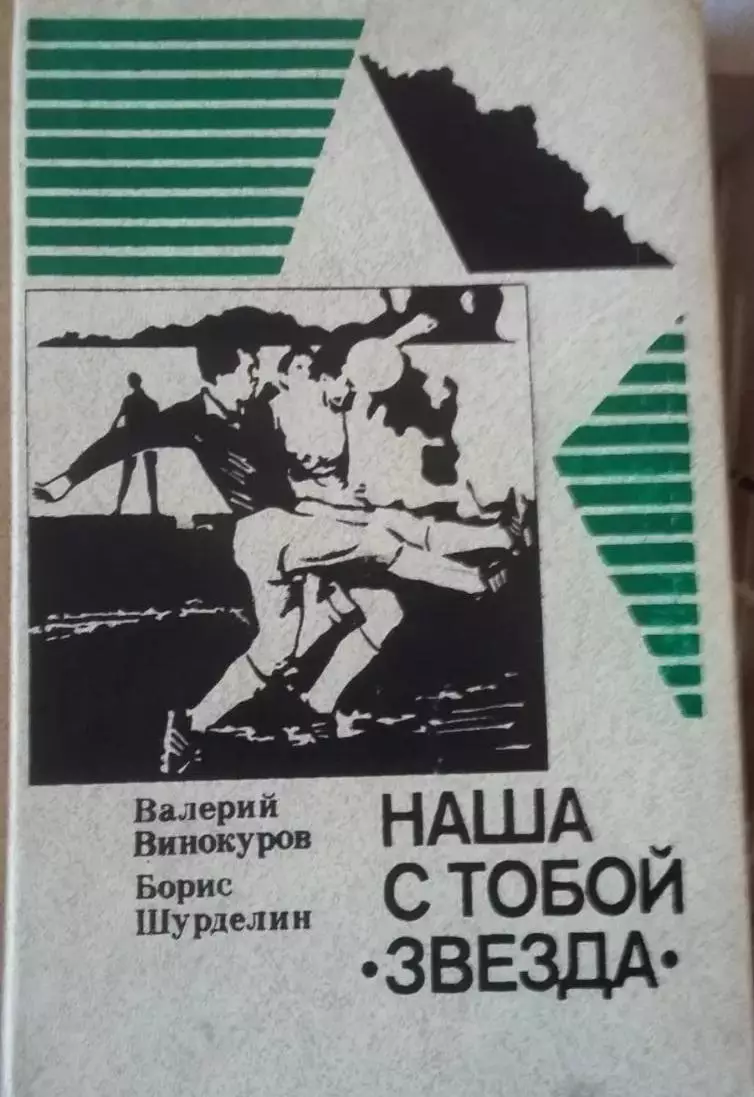 Валерий
Винокуров
Борис
Шурделин
НАША
С ТОБОЙ
•ЗВЕЗДА•